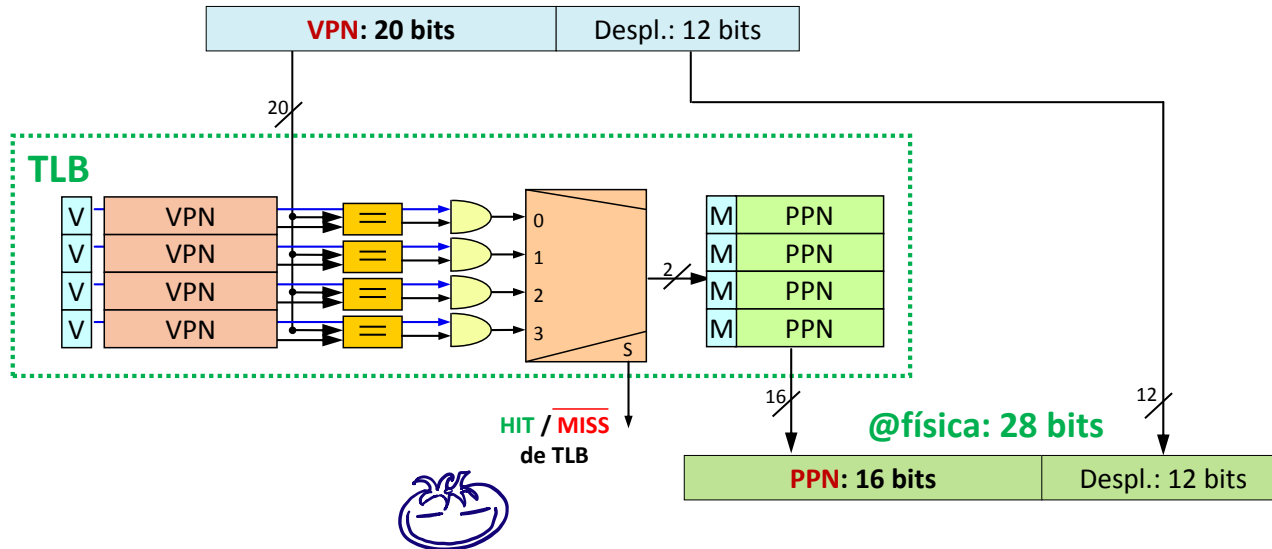 VPN: 20 bits Despl.: 12 bits
20
TLB
V VPN = 0 M PPN
V VPN = 1 M PPN
2
V VPN = 2 M PPN
V VPN = 3 M PPN
S
16 12
HIT / MISS
de TLB
@física: 28 bits
PPN: 16 bits Despl.: 12 bits